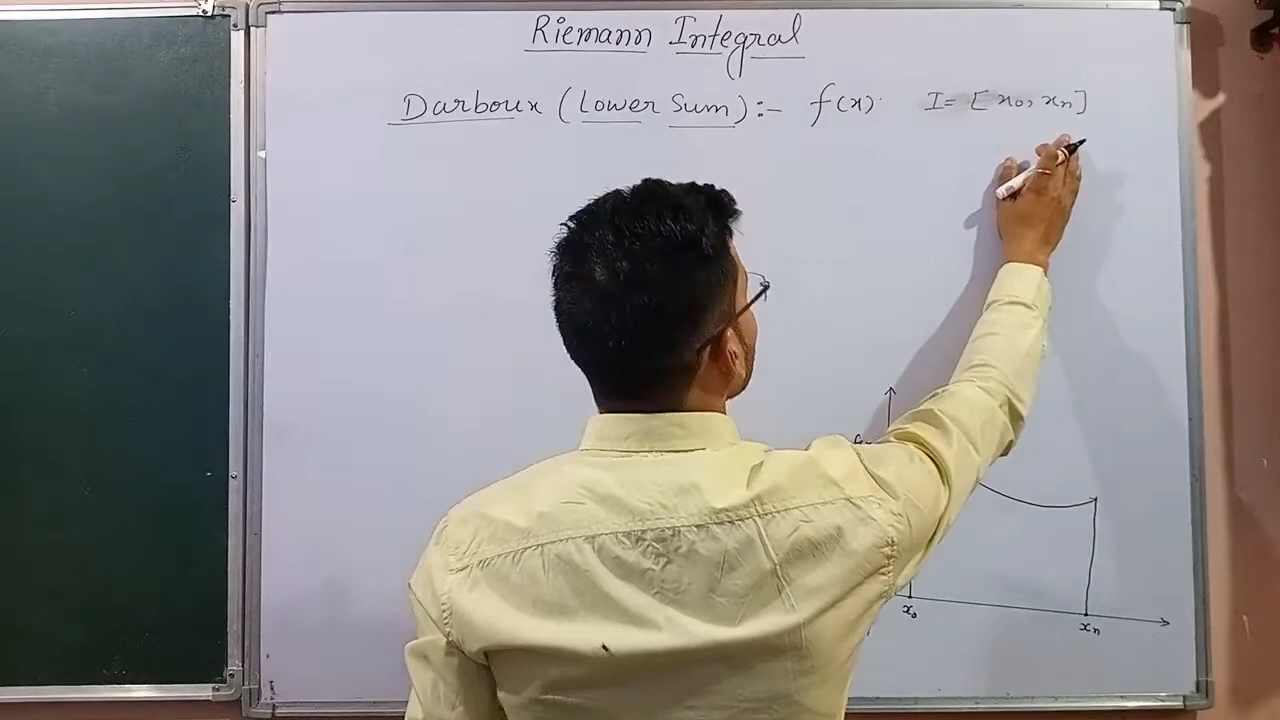 Riemann Integral
Darboux (Lower Sum) :- f(x). I = [x₀, xₙ]
x₀
xₙ